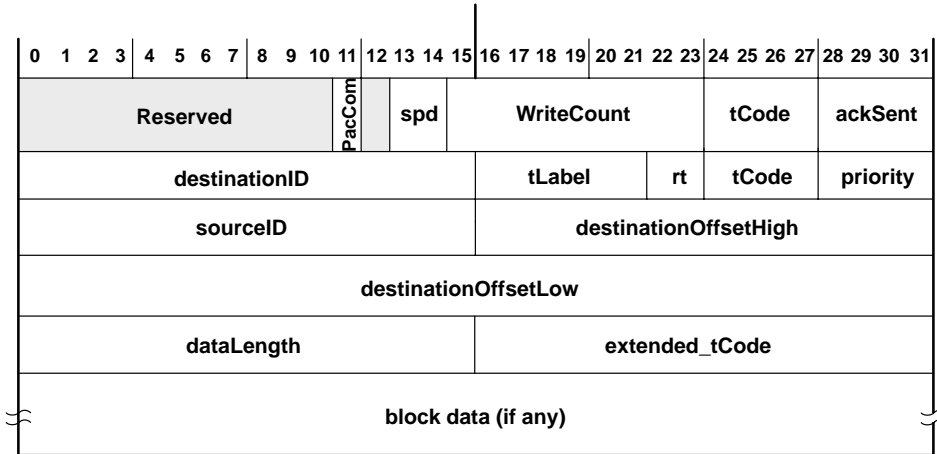 0 1 2 3 4 5 6 7 8 9 10 11 12 13 14 15 16 17 18 19 20 21 22 23 24 25 26 27 28 29 30 31
Reserved PacCom spd WriteCount tCode ackSent
destinationID tLabel rt tCode priority
sourceID destinationOffsetHigh
destinationOffsetLow
dataLength extended_tCode
block data (if any)